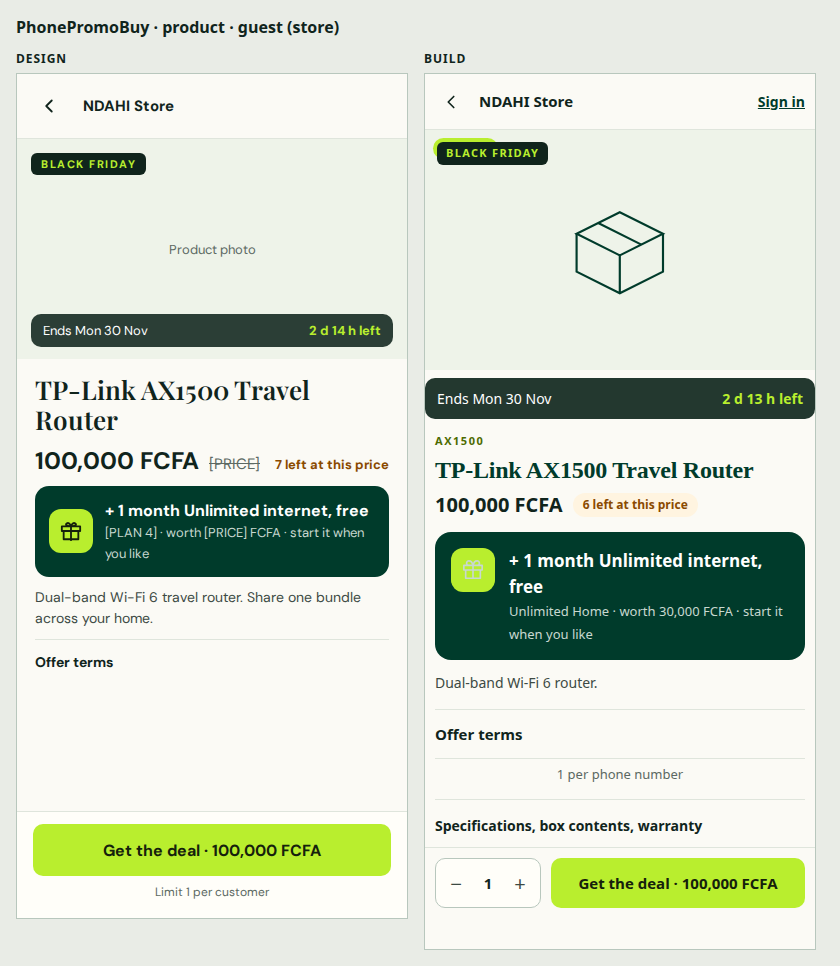 PhonePromoBuy · product · guest (store)
DESIGN
NDAHI Store
BLACK FRIDAY
Product photo
Ends Mon 30 Nov
2 d 14 h left
TP-Link AX1500 Travel
Router
100,000 FCFA
[PRICE]
7 left at this price
+ 1 month Unlimited internet, free
[PLAN 4] · worth [PRICE] FCFA · start it when
you like
Dual-band Wi-Fi 6 travel router. Share one bundle
across your home.
Offer terms
Get the deal · 100,000 FCFA
Limit 1 per customer
BUILD
NDAHI Store
Sign in
BLACK FRIDAY
Ends Mon 30 Nov
2 d 13 h left
AX1500
TP-Link AX1500 Travel Router
100,000 FCFA
6 left at this price
+ 1 month Unlimited internet,
free
Unlimited Home · worth 30,000 FCFA · start it
when you like
Dual-band Wi-Fi 6 router.
Offer terms
1 per phone number
Specifications, box contents, warranty
− 1 +
Get the deal · 100,000 FCFA